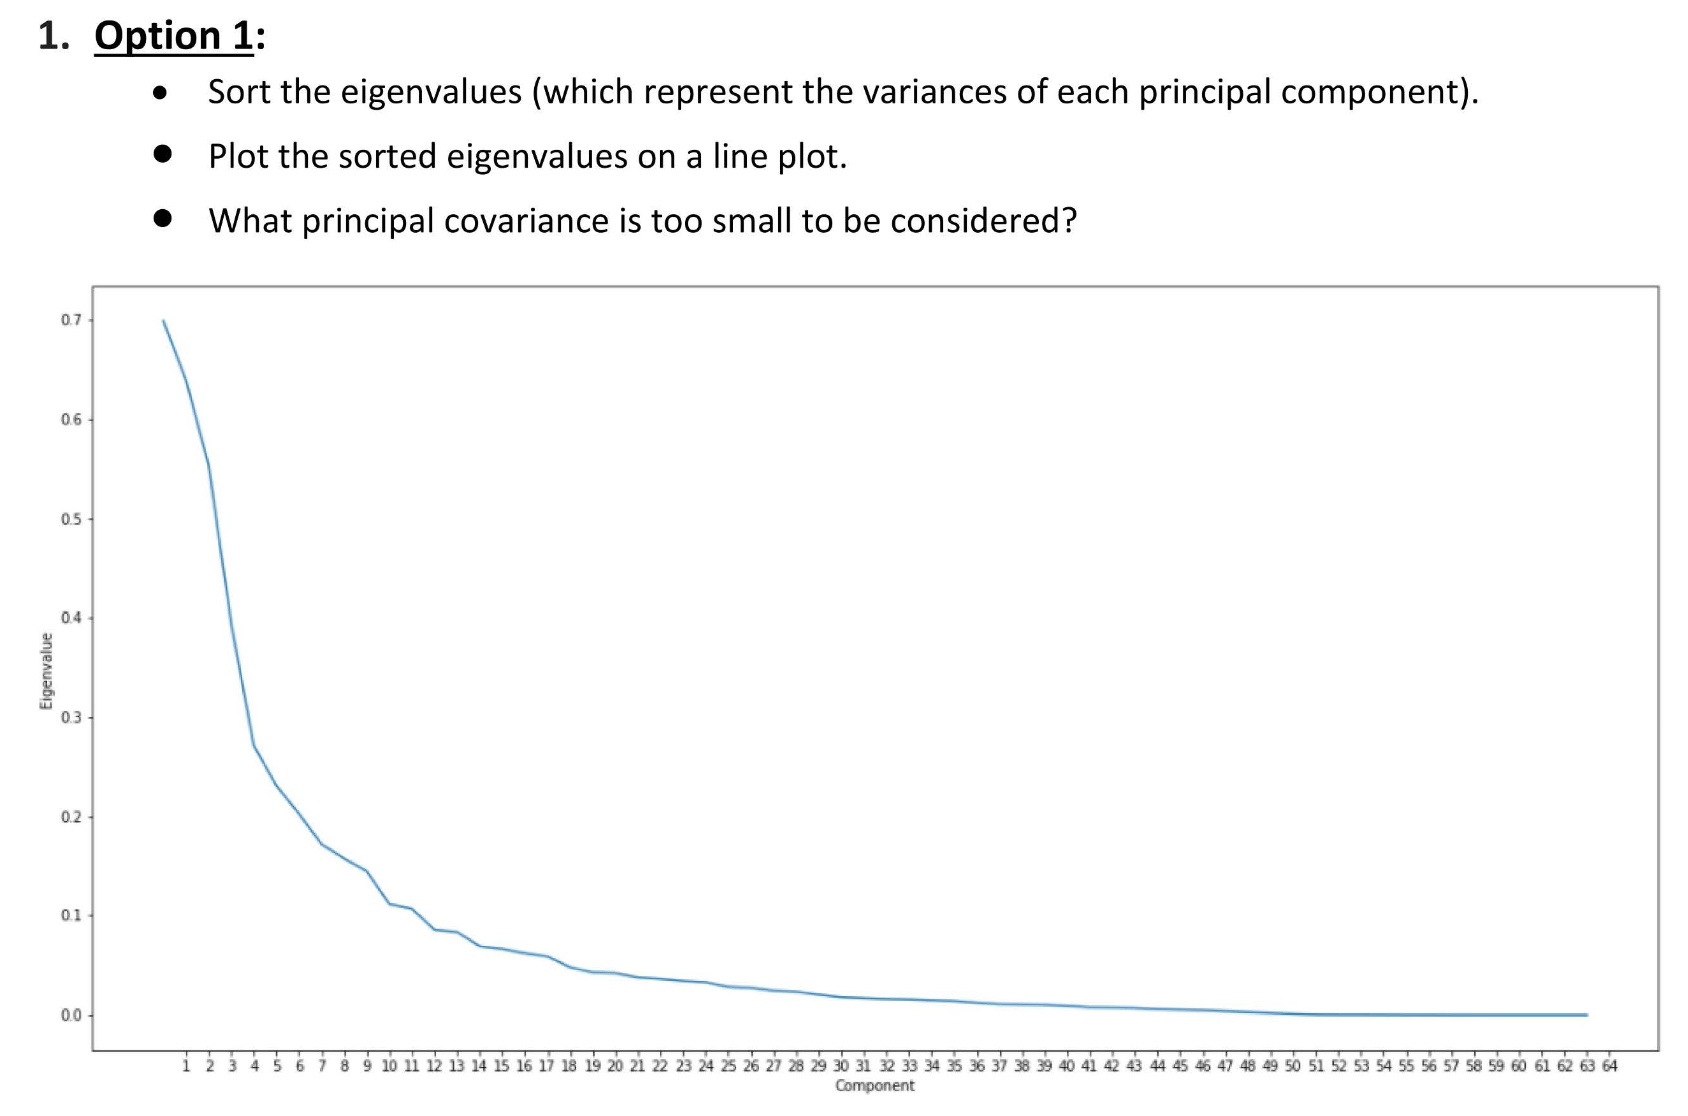 1. Option 1:
• Sort the eigenvalues (which represent the variances of each principal component).
• Plot the sorted eigenvalues on a line plot.
• What principal covariance is too small to be considered?
0.7
0.6
0.5
0.4
0.3
0.2
0.1
0.0
Eigenvalue
1 2 3 4 5 6 7 8 9 10 11 12 13 14 15 16 17 18 19 20 21 22 23 24 25 26 27 28 29 30 31 32 33 34 35 36 37 38 39 40 41 42 43 44 45 46 47 48 49 50 51 52 53 54 55 56 57 58 59 60 61 62 63 64
Component